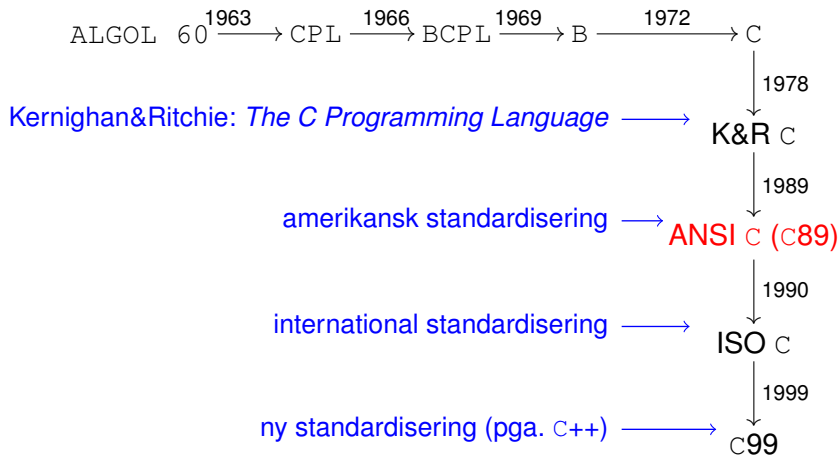 1963 1966 1969 1972
ALGOL 60 CPL BCPL B C
1978
Kernighan&Ritchie: The C Programming Language
K&R C
1989
amerikansk standardisering
ANSI C (C89)
1990
international standardisering
ISO C
1999
ny standardisering (pga. C++)
C99